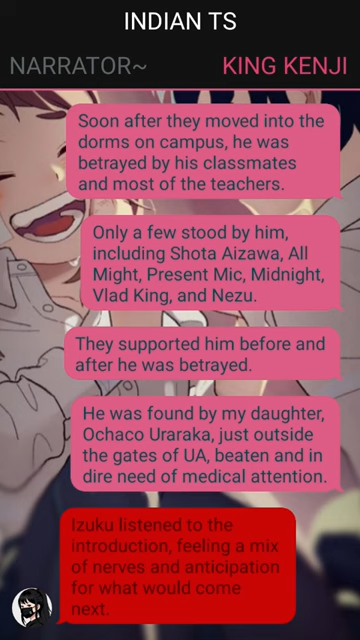 INDIAN TS
NARRATOR~ KING KENJI
Soon after they moved into the
dorms on campus, he was
betrayed by his classmates
and most of the teachers.
Only a few stood by him,
including Shota Aizawa, All
Might, Present Mic, Midnight,
Vlad King, and Nezu.
They supported him before and
after he was betrayed.
He was found by my daughter,
Ochaco Uraraka, just outside
the gates of UA, beaten and in
dire need of medical attention.
Izuku listened to the
introduction, feeling a mix
of nerves and anticipation
for what would come
next.